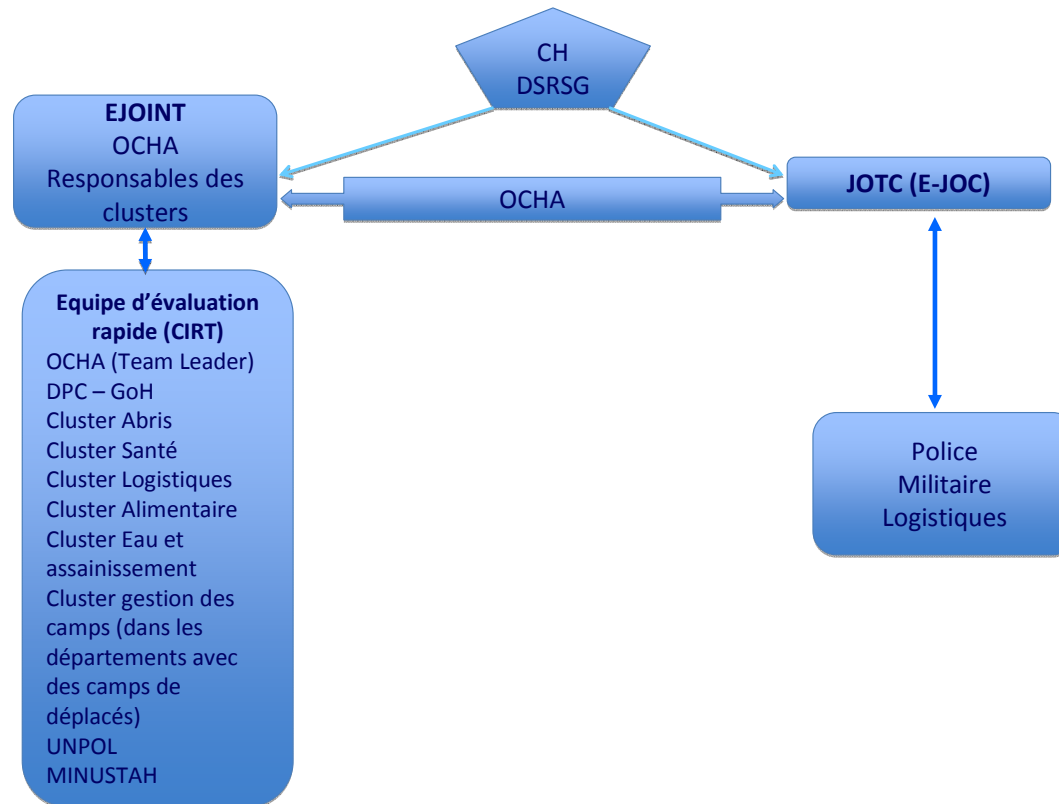 CH
DSRSG
EJOINT
OCHA
Responsables des
clusters
OCHA
JOTC (E-JOC)
Equipe d’évaluation
rapide (CIRT)
OCHA (Team Leader)
DPC – GoH
Cluster Abris
Cluster Santé
Cluster Logistiques
Cluster Alimentaire
Cluster Eau et
assainissement
Cluster gestion des
camps (dans les
départements avec
des camps de
déplacés)
UNPOL
MINUSTAH
Police
Militaire
Logistiques